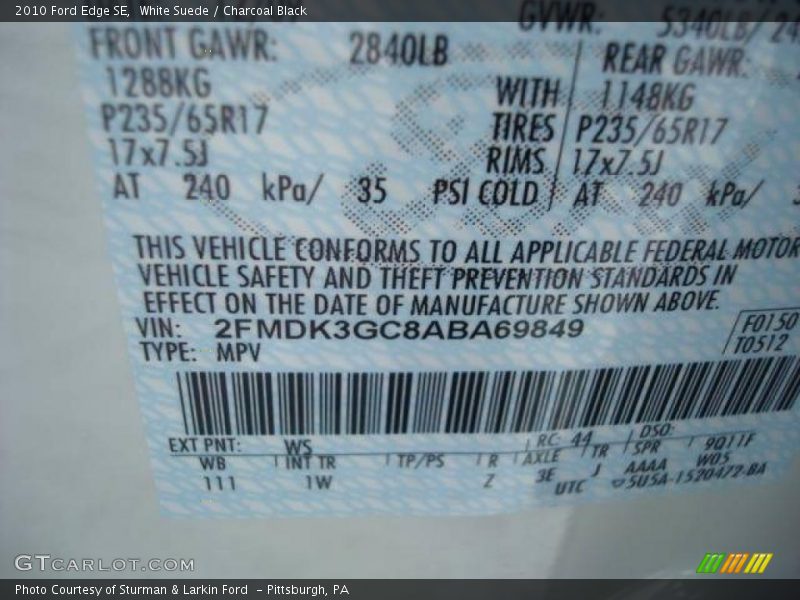 2010 Ford Edge SE, White Suede / Charcoal Black
GVWR: 5340LB/ 24
FRONT GAWR: 2840LB REAR GAWR:
1288KG WITH 1148KG
P235/65R17 TIRES P235/65R17
17x7.5J RIMS 17x7.5J
AT 240 kPa/ 35 PSI COLD AT 240 kPa/
THIS VEHICLE CONFORMS TO ALL APPLICABLE FEDERAL MOTOR
VEHICLE SAFETY AND THEFT PREVENTION STANDARDS IN
EFFECT ON THE DATE OF MANUFACTURE SHOWN ABOVE.
VIN: 2FMDK3GC8ABA69849 F0150
TYPE: MPV T0512
EXT PNT: WS RC: 44 DSO:
WB INT TR TP/PS R AXLE TR SPR 9011F
111 1W Z 3E J AAAA W05
UTC 5U5A-1520472-BA
GTCARLOT.COM
Photo Courtesy of Sturman & Larkin Ford - Pittsburgh, PA